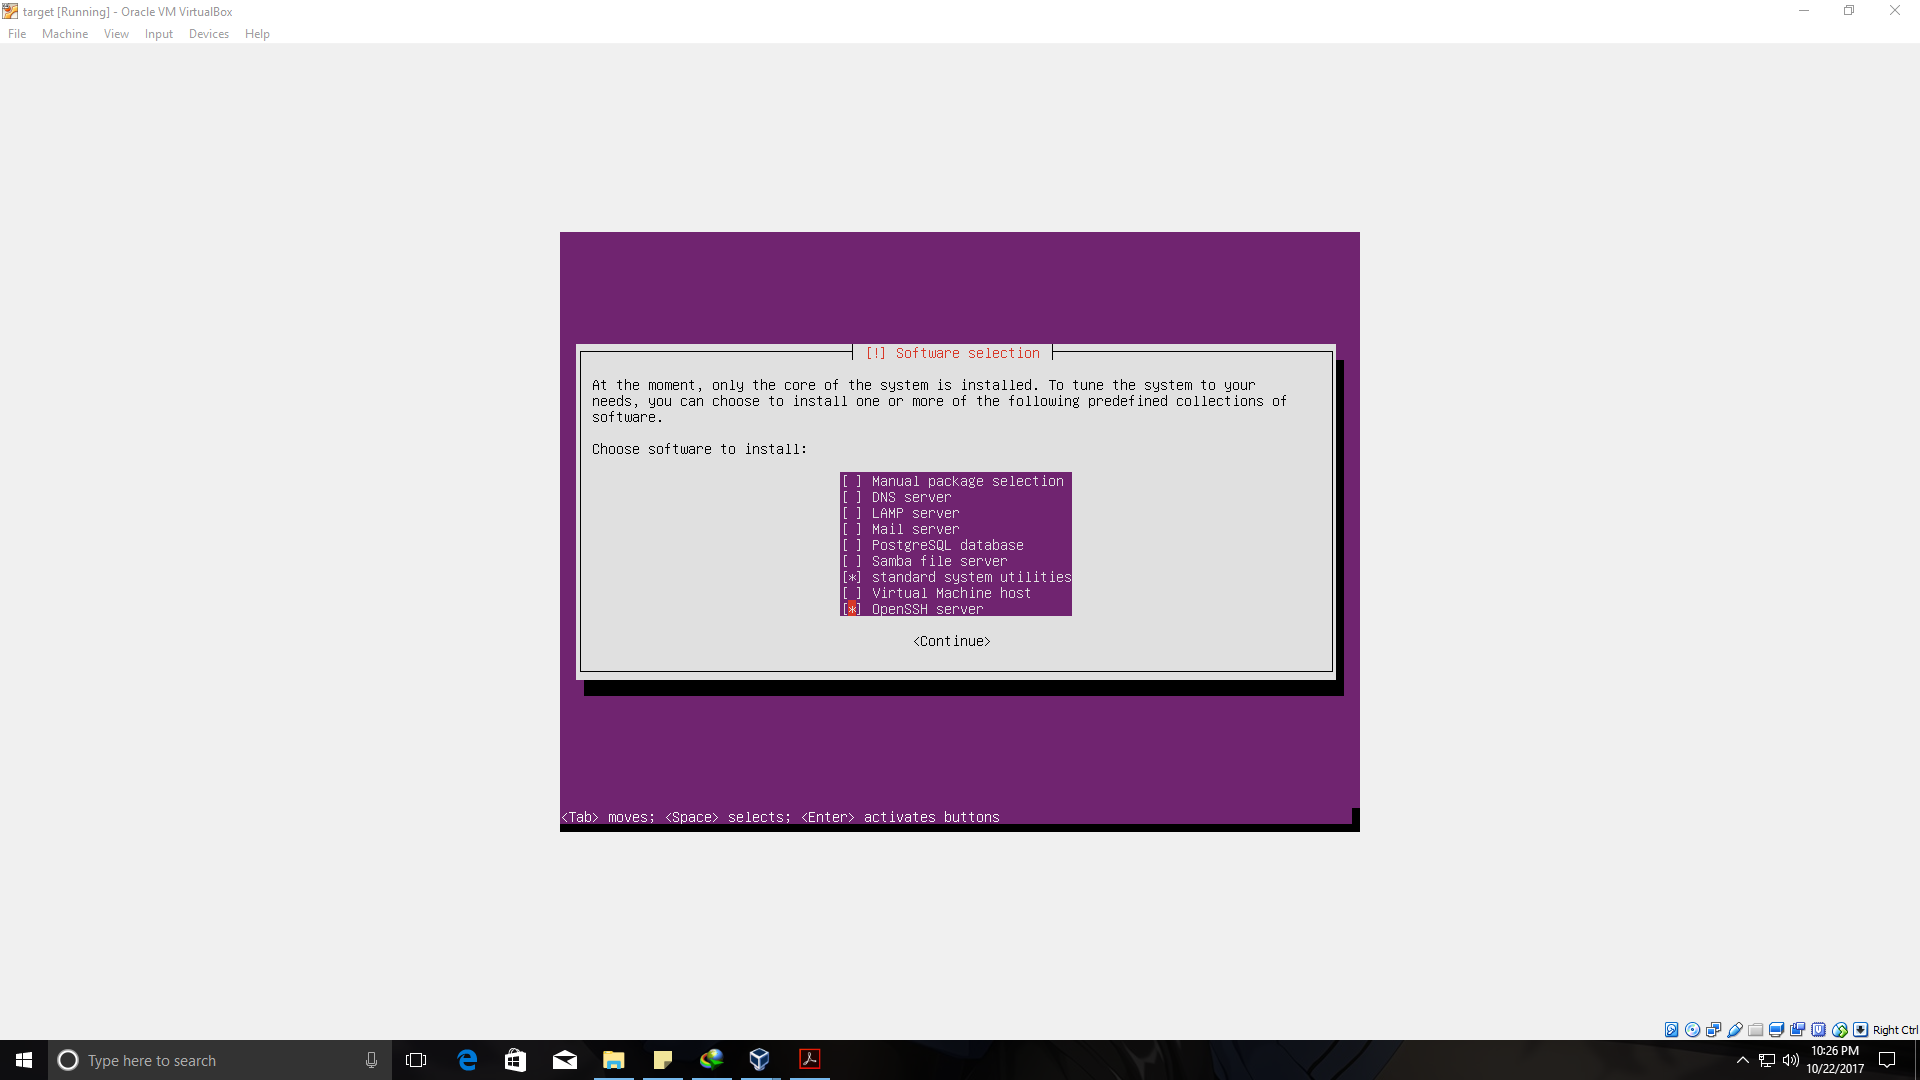 target [Running] - Oracle VM VirtualBox
File Machine View Input Devices Help
[!] Software selection
At the moment, only the core of the system is installed. To tune the system to your
needs, you can choose to install one or more of the following predefined collections of
software.
Choose software to install:
[ ] Manual package selection
[ ] DNS server
[ ] LAMP server
[ ] Mail server
[ ] PostgreSQL database
[ ] Samba file server
[*] standard system utilities
[ ] Virtual Machine host
[*] OpenSSH server
<Continue>
<Tab> moves; <Space> selects; <Enter> activates buttons
Right Ctrl
Type here to search
10:26 PM
10/22/2017